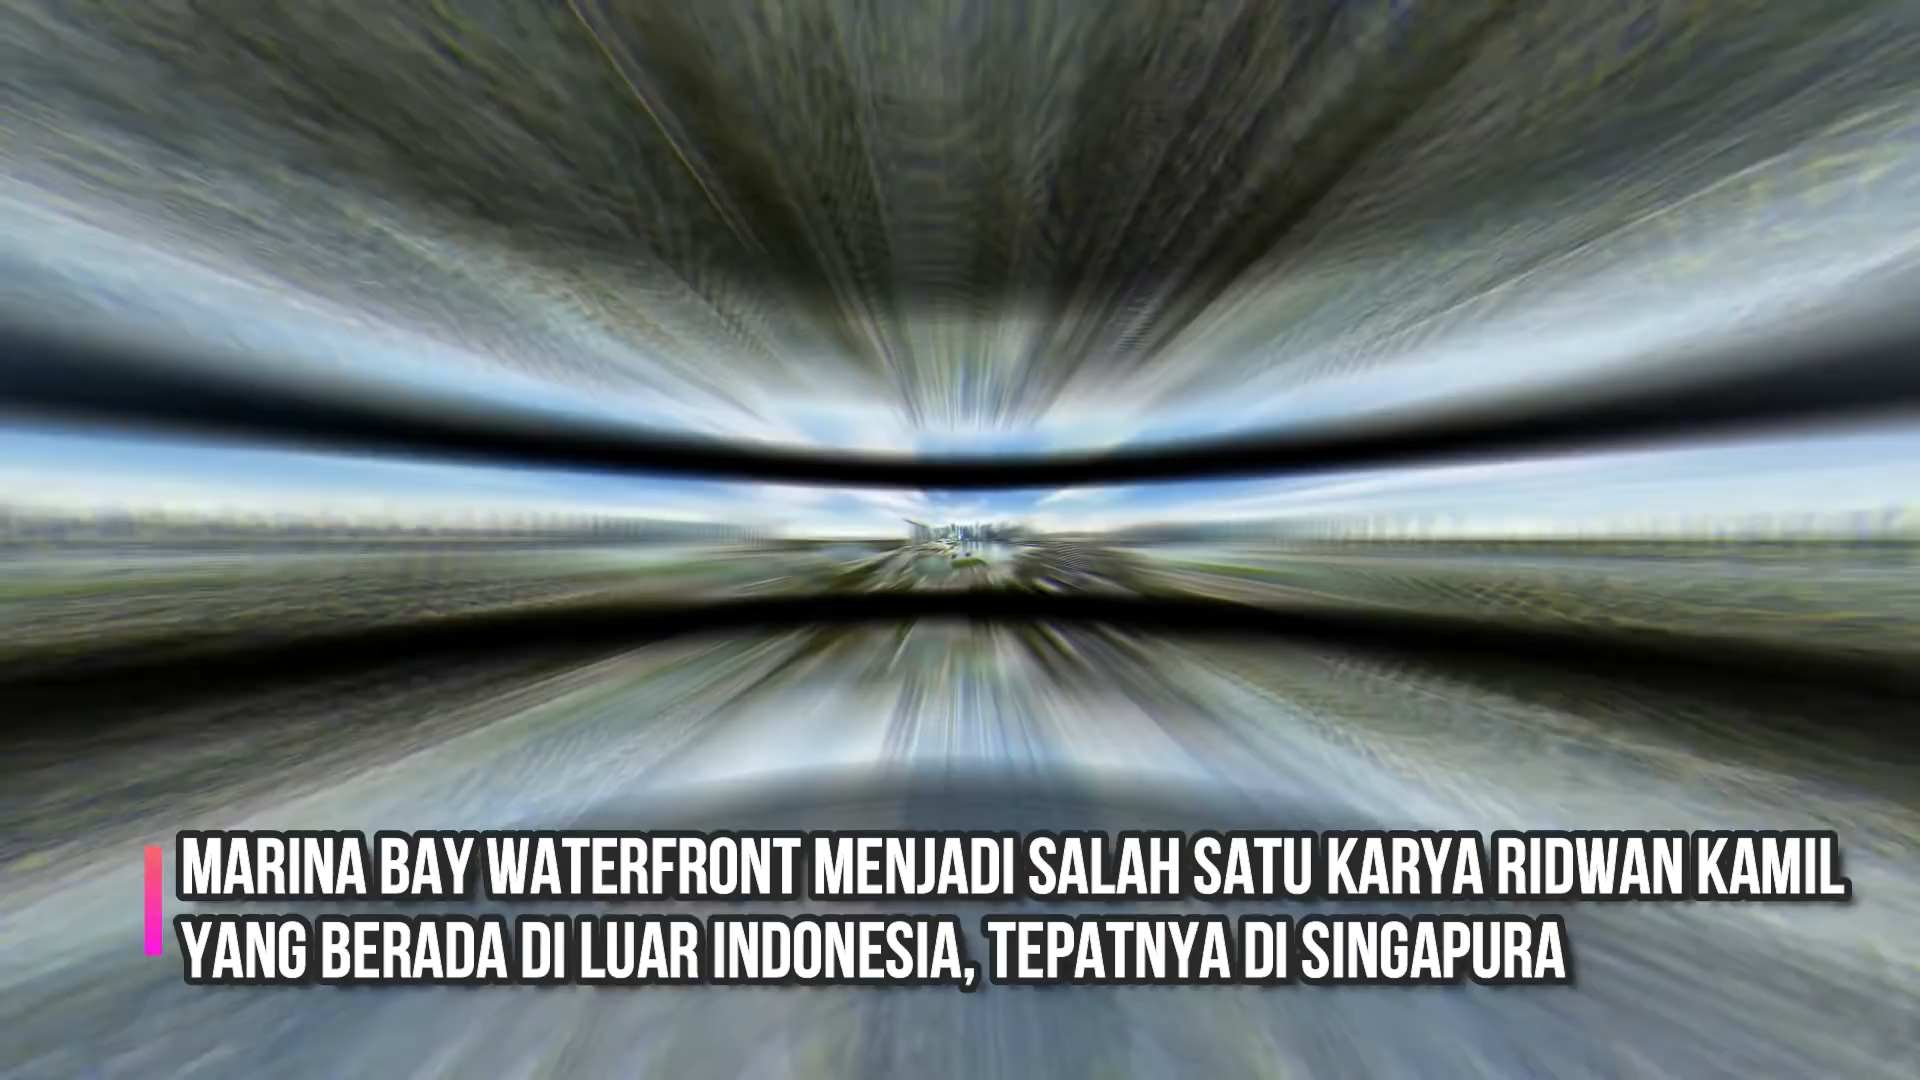 MARINA BAY WATERFRONT MENJADI SALAH SATU KARYA RIDWAN KAMIL
YANG BERADA DI LUAR INDONESIA, TEPATNYA DI SINGAPURA